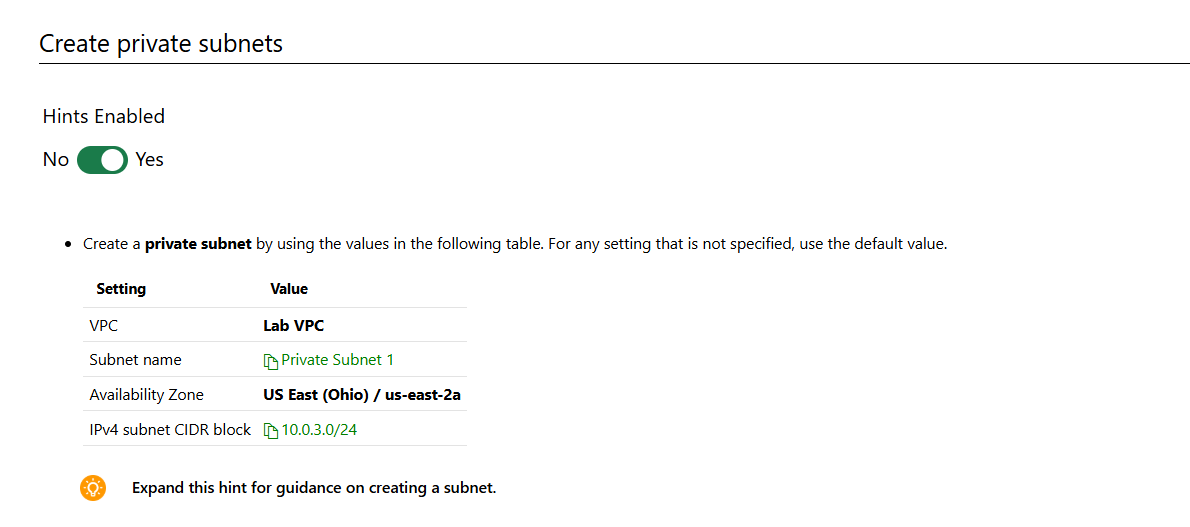 Create private subnets
Hints Enabled
No Yes
Create a private subnet by using the values in the following table. For any setting that is not specified, use the default value.
Setting Value
VPC Lab VPC
Subnet name Private Subnet 1
Availability Zone US East (Ohio) / us-east-2a
IPv4 subnet CIDR block 10.0.3.0/24
Expand this hint for guidance on creating a subnet.